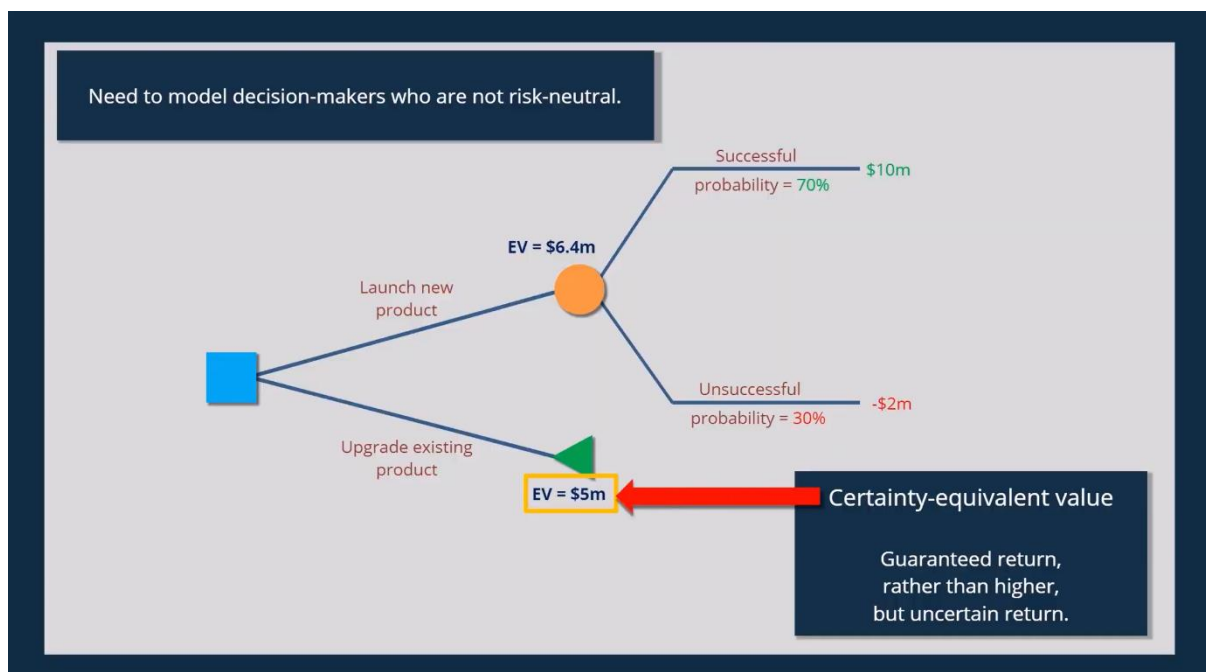 Need to model decision-makers who are not risk-neutral.
Successful
probability = 70%
$10m
EV = $6.4m
Launch new
product
Unsuccessful
probability = 30%
-$2m
Upgrade existing
product
EV = $5m
Certainty-equivalent value
Guaranteed return,
rather than higher,
but uncertain return.